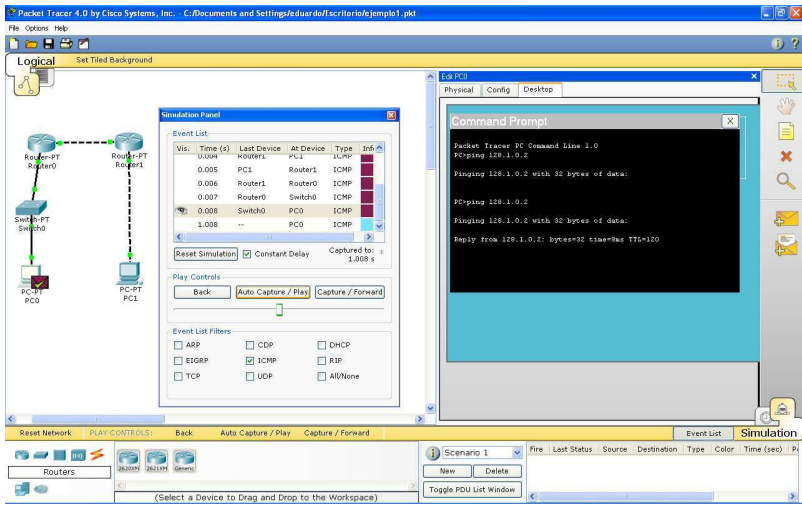 Packet Tracer 4.0 by Cisco Systems, Inc. - C:/Documents and Settings/eduardo/Escritorio/ejemplo1.pkt
File Options Help
Logical Set Tiled Background
Router-PT
Router0
Router-PT
Router1
Switch-PT
Switch0
PC-PT
PC0
PC-PT
PC1
Simulation Panel
Event List
Vis. Time (s) Last Device At Device Type Info
0.004 Router1 PC1 ICMP
0.005 PC1 Router1 ICMP
0.006 Router1 Router0 ICMP
0.007 Router0 Switch0 ICMP
0.008 Switch0 PC0 ICMP
1.008 -- PC0 ICMP
Reset Simulation Constant Delay Captured to: *
1.008 s
Play Controls
Back Auto Capture / Play Capture / Forward
Event List Filters
ARP CDP DHCP
EIGRP ICMP RIP
TCP UDP All/None
Edit PC0
Physical Config Desktop
Command Prompt X
Packet Tracer PC Command Line 1.0
PC>ping 128.1.0.2
Pinging 128.1.0.2 with 32 bytes of data:
PC>ping 128.1.0.2
Pinging 128.1.0.2 with 32 bytes of data:
Reply from 128.1.0.2: bytes=32 time=8ms TTL=120
Reset Network PLAY CONTROLS: Back Auto Capture / Play Capture / Forward Event List Simulation
Routers
2620XM 2621XM Generic
(Select a Device to Drag and Drop to the Workspace)
Scenario 1
New Delete
Toggle PDU List Window
Fire Last Status Source Destination Type Color Time (sec)